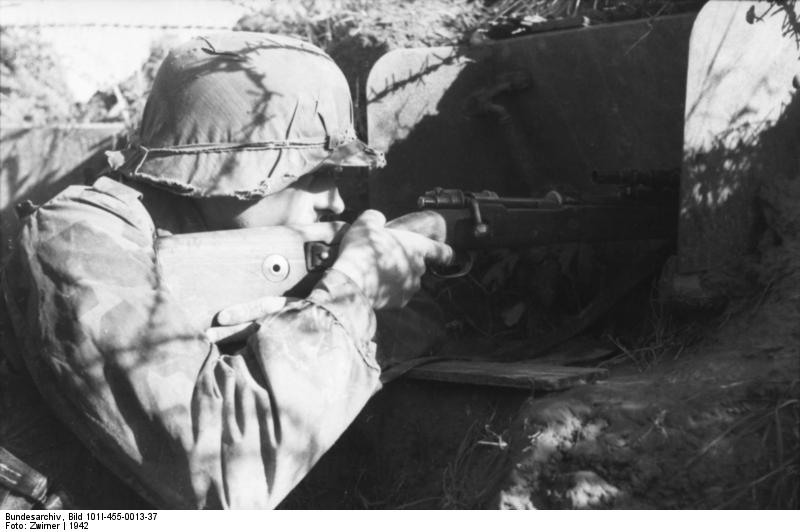 Bundesarchiv, Bild 101I-455-0013-37
Foto: Zwirner | 1942